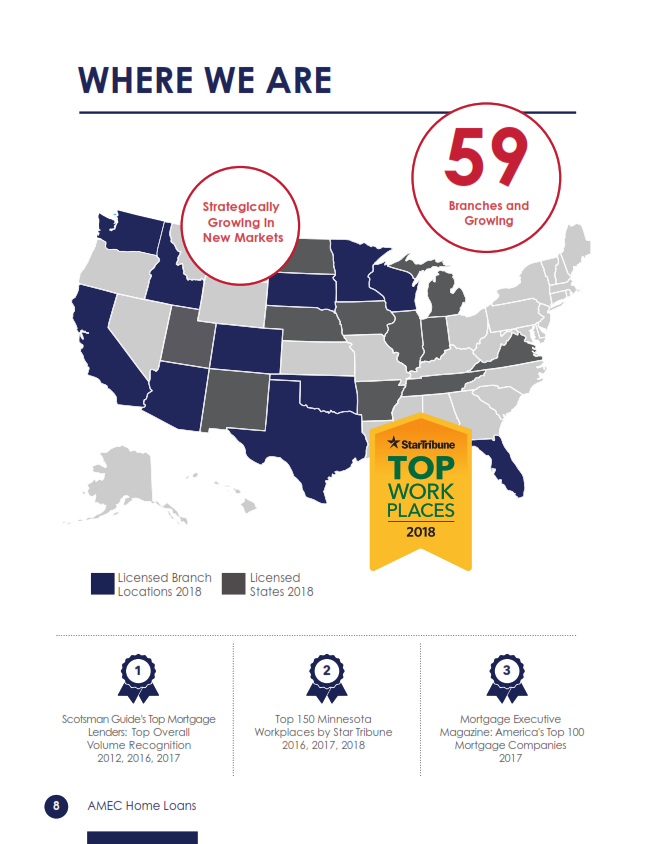 WHERE WE ARE
59
Branches and
Growing
Strategically
Growing in
New Markets
StarTribune
TOP
WORK
PLACES
2018
Licensed Branch
Locations 2018
Licensed
States 2018
1
Scotsman Guide's Top Mortgage
Lenders: Top Overall
Volume Recognition
2012, 2016, 2017
2
Top 150 Minnesota
Workplaces by Star Tribune
2016, 2017, 2018
3
Mortgage Executive
Magazine: America's Top 100
Mortgage Companies
2017
8
AMEC Home Loans